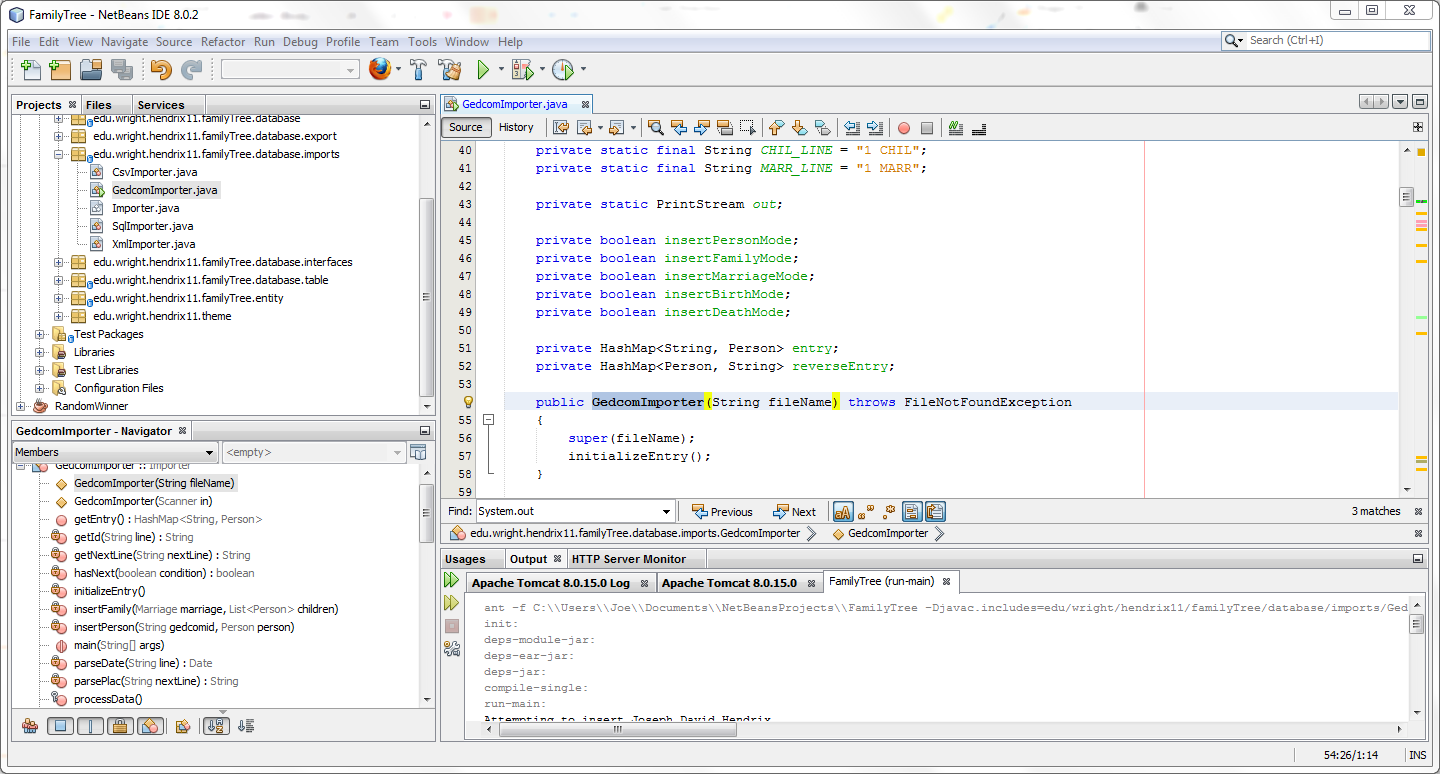 FamilyTree - NetBeans IDE 8.0.2
File Edit View Navigate Source Refactor Run Debug Profile Team Tools Window Help
Search (Ctrl+I)
Projects Files Services
edu.wright.hendrix11.familyTree.database
edu.wright.hendrix11.familyTree.database.export
edu.wright.hendrix11.familyTree.database.imports
CsvImporter.java
GedcomImporter.java
Importer.java
SqlImporter.java
XmlImporter.java
edu.wright.hendrix11.familyTree.database.interfaces
edu.wright.hendrix11.familyTree.database.table
edu.wright.hendrix11.familyTree.entity
edu.wright.hendrix11.theme
Test Packages
Libraries
Test Libraries
Configuration Files
RandomWinner
GedcomImporter - Navigator
Members <empty>
GedcomImporter :: Importer
GedcomImporter(String fileName)
GedcomImporter(Scanner in)
getEntry() : HashMap<String, Person>
getId(String line) : String
getNextLine(String nextLine) : String
hasNext(boolean condition) : boolean
initializeEntry()
insertFamily(Marriage marriage, List<Person> children)
insertPerson(String gedcomid, Person person)
main(String[] args)
parseDate(String line) : Date
parsePlac(String nextLine) : String
processData()
GedcomImporter.java
Source History
40 private static final String CHIL_LINE = "1 CHIL";
41 private static final String MARR_LINE = "1 MARR";
42
43 private static PrintStream out;
44
45 private boolean insertPersonMode;
46 private boolean insertFamilyMode;
47 private boolean insertMarriageMode;
48 private boolean insertBirthMode;
49 private boolean insertDeathMode;
50
51 private HashMap<String, Person> entry;
52 private HashMap<Person, String> reverseEntry;
53
public GedcomImporter(String fileName) throws FileNotFoundException
55 {
56 super(fileName);
57 initializeEntry();
58 }
59
Find: System.out Previous Next 3 matches
edu.wright.hendrix11.familyTree.database.imports.GedcomImporter GedcomImporter
Usages Output HTTP Server Monitor
Apache Tomcat 8.0.15.0 Log Apache Tomcat 8.0.15.0 FamilyTree (run-main)
ant -f C:\\Users\\Joe\\Documents\\NetBeansProjects\\FamilyTree -Djavac.includes=edu/wright/hendrix11/familyTree/database/imports/Ged
init:
deps-module-jar:
deps-ear-jar:
deps-jar:
compile-single:
run-main:
Attempting to insert Joseph David Hendrix
54:26/1:14 INS